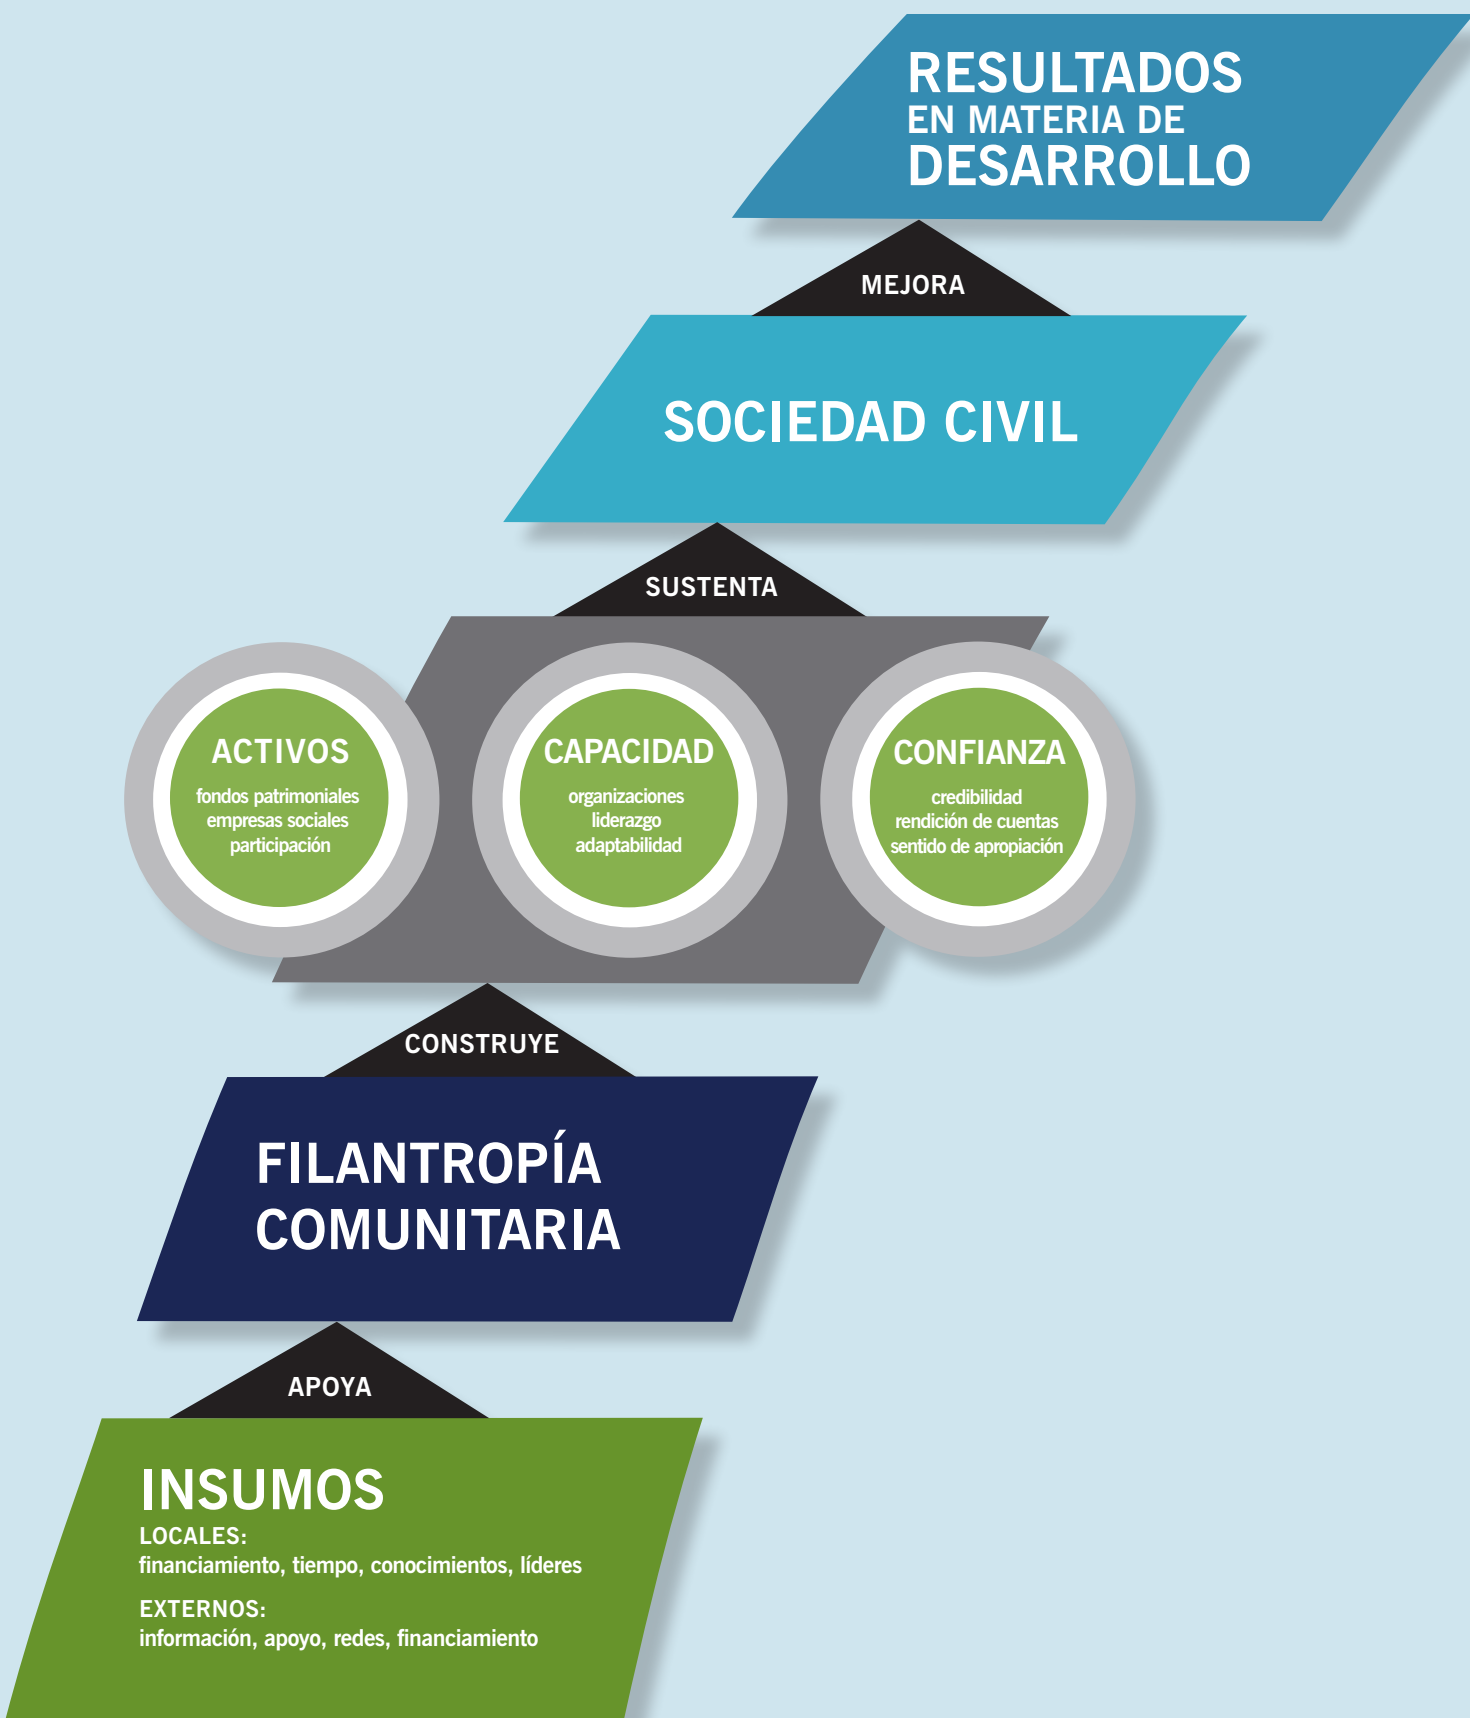 RESULTADOS
EN MATERIA DE
DESARROLLO
MEJORA
SOCIEDAD CIVIL
SUSTENTA
ACTIVOS
fondos patrimoniales
empresas sociales
participación
CAPACIDAD
organizaciones
liderazgo
adaptabilidad
CONFIANZA
credibilidad
rendición de cuentas
sentido de apropiación
CONSTRUYE
FILANTROPÍA
COMUNITARIA
APOYA
INSUMOS
LOCALES:
financiamiento, tiempo, conocimientos, líderes
EXTERNOS:
información, apoyo, redes, financiamiento